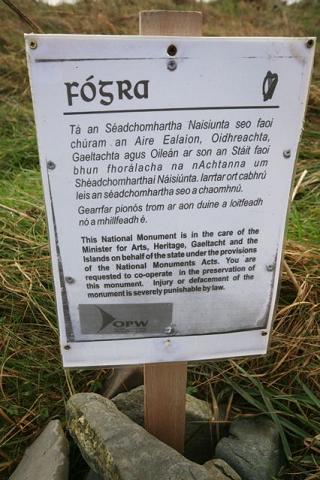 FÓGRA
Tá an Séadchomhartha Naisiunta seo faoi
chúram an Aire Ealaion, Oidhreachta,
Gaeltachta agus Oileán ar son an Stáit faoi
bhun fhorálacha na nAchtanna um
Shéadchomharthaí Náisiúnta. Iarrtar ort cabhrú
leis an séadchomhartha seo a chaomhnú.
Gearrfar pionós trom ar aon duine a loitfeadh
nó a mhillfeadh é.
This National Monument is in the care of the
Minister for Arts, Heritage, Gaeltacht and the
Islands on behalf of the state under the provisions
of the National Monuments Acts. You are
requested to co-operate in the preservation of
this monument. Injury or defacement of the
monument is severely punishable by law.
OPW